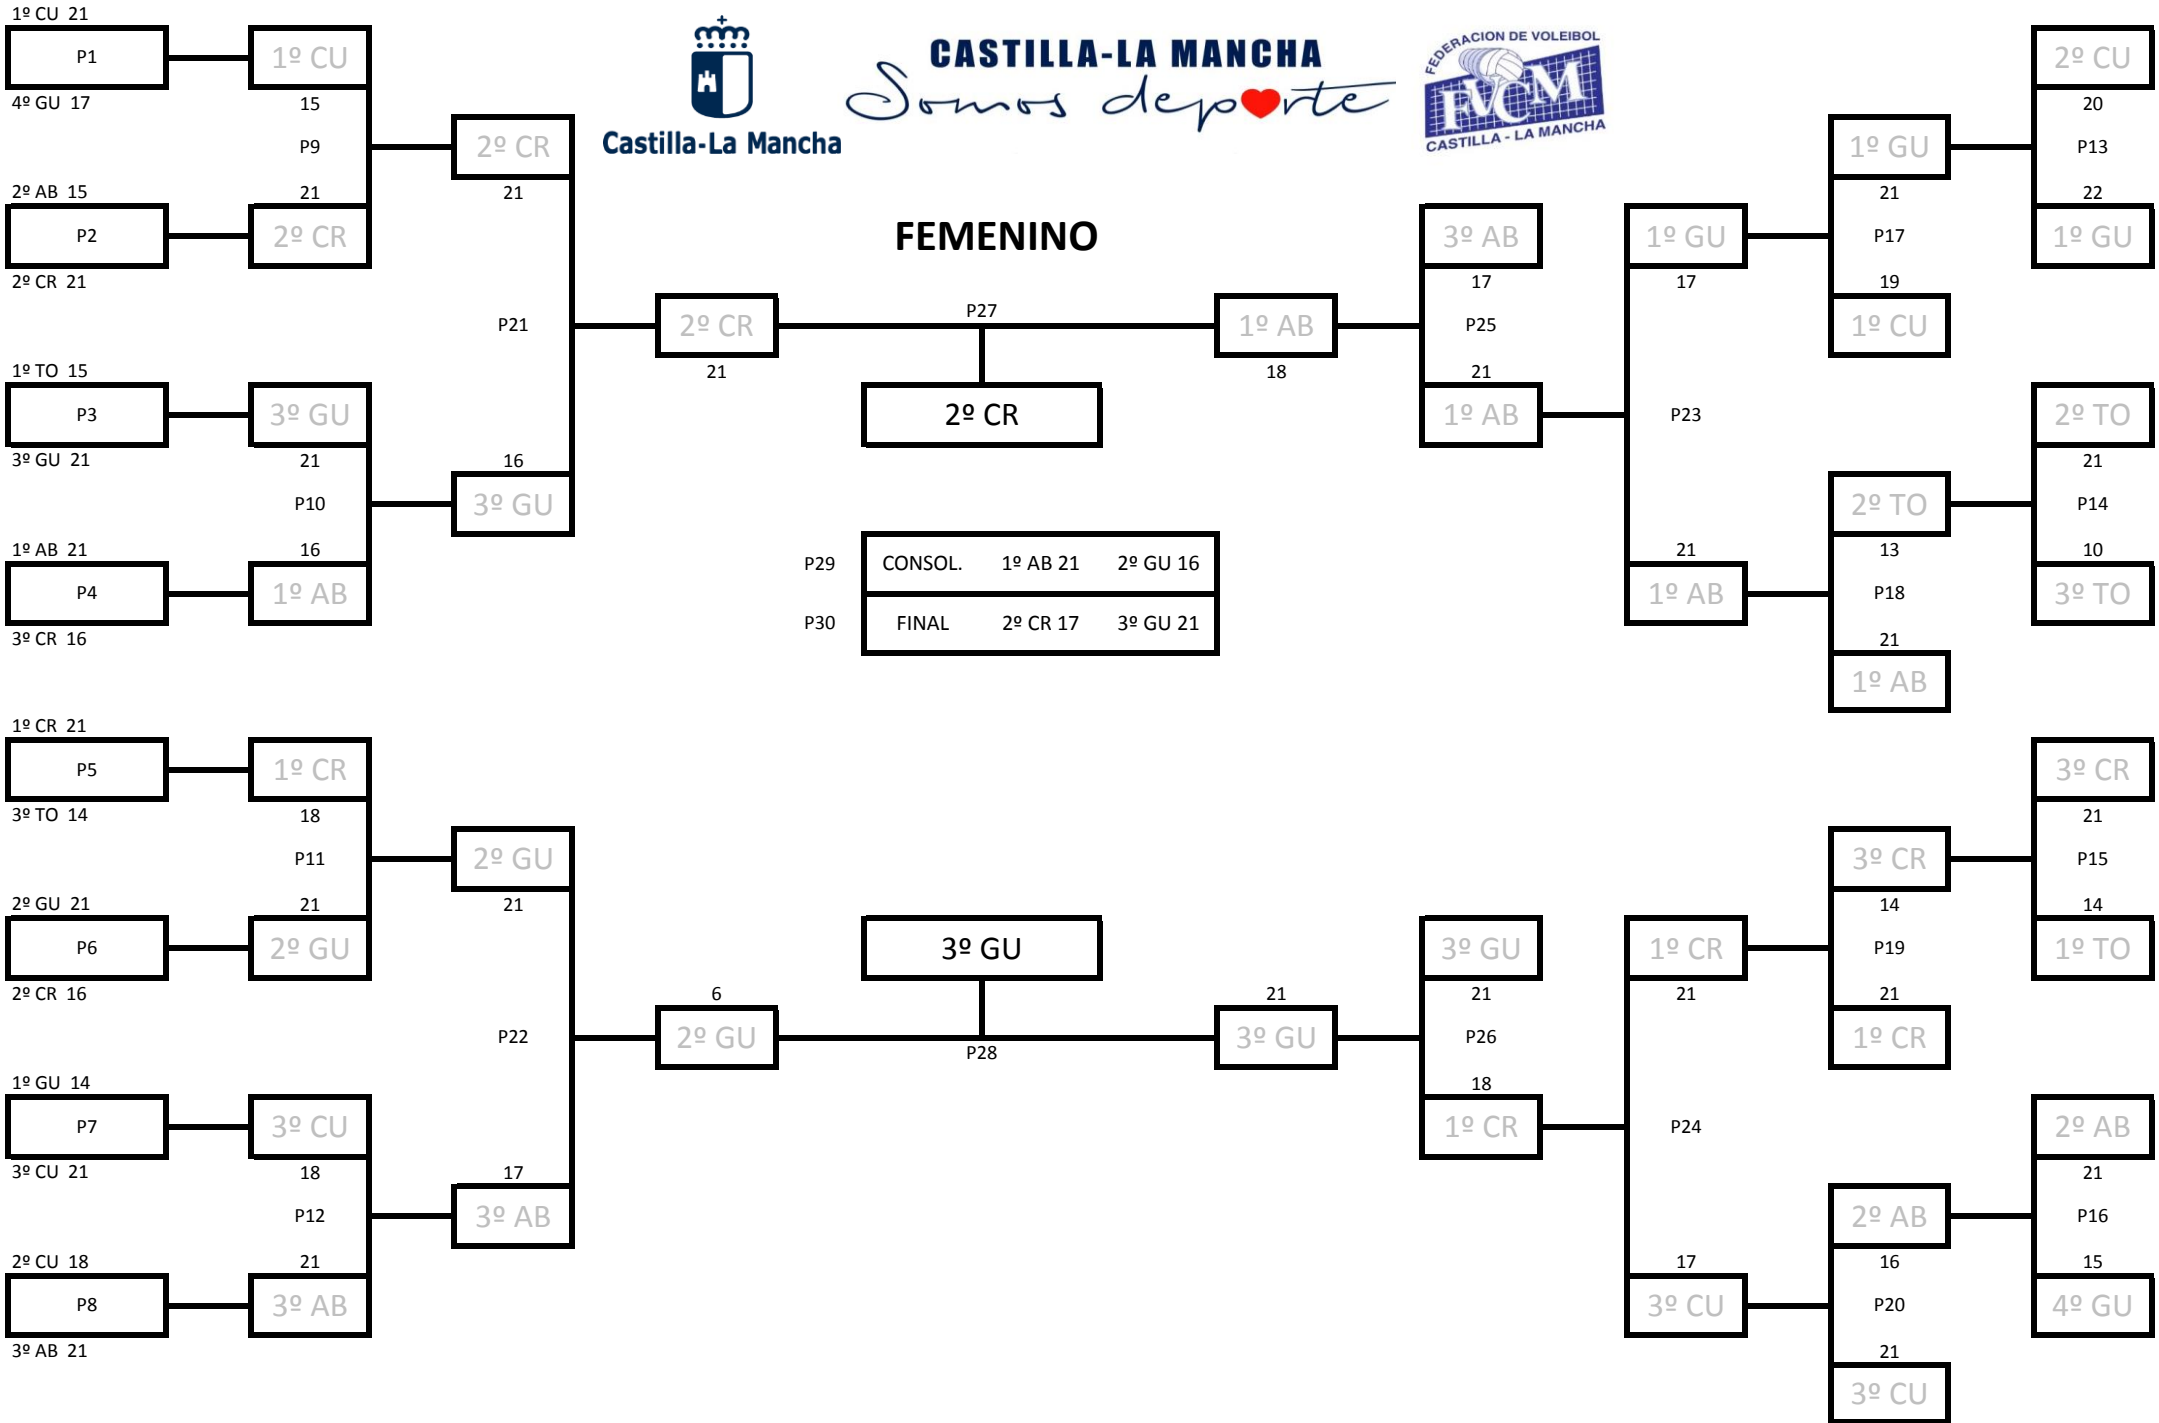 1º CU 21
P1
4º GU 17
1º CU
15
P9
21
2º CR
2º AB 15
P2
2º CR 21
2º CR
21
P21
16
3º GU
1º TO 15
P3
3º GU 21
3º GU
21
P10
16
1º AB
1º AB 21
P4
3º CR 16
Castilla-La Mancha
CASTILLA-LA MANCHA
Somos deporte
FEDERACION DE VOLEIBOL
FVCM
CASTILLA - LA MANCHA
FEMENINO
2º CR
21
P27
1º AB
18
2º CR
3º AB
17
P25
21
1º AB
1º GU
17
P23
21
1º AB
1º GU
21
P17
19
1º CU
2º CU
20
P13
22
1º GU
2º TO
13
P18
21
1º AB
2º TO
21
P14
10
3º TO
P29 CONSOL. 1º AB 21 2º GU 16
P30 FINAL 2º CR 17 3º GU 21
1º CR 21
P5
3º TO 14
1º CR
18
P11
21
2º GU
2º GU 21
P6
2º CR 16
2º GU
21
P22
17
3º AB
1º GU 14
P7
3º CU 21
3º CU
18
P12
21
3º AB
2º CU 18
P8
3º AB 21
6
2º GU
3º GU
P28
21
3º GU
3º GU
21
P26
18
1º CR
1º CR
21
P24
17
3º CU
3º CR
14
P19
21
1º CR
3º CR
21
P15
14
1º TO
2º AB
16
P20
21
3º CU
2º AB
21
P16
15
4º GU